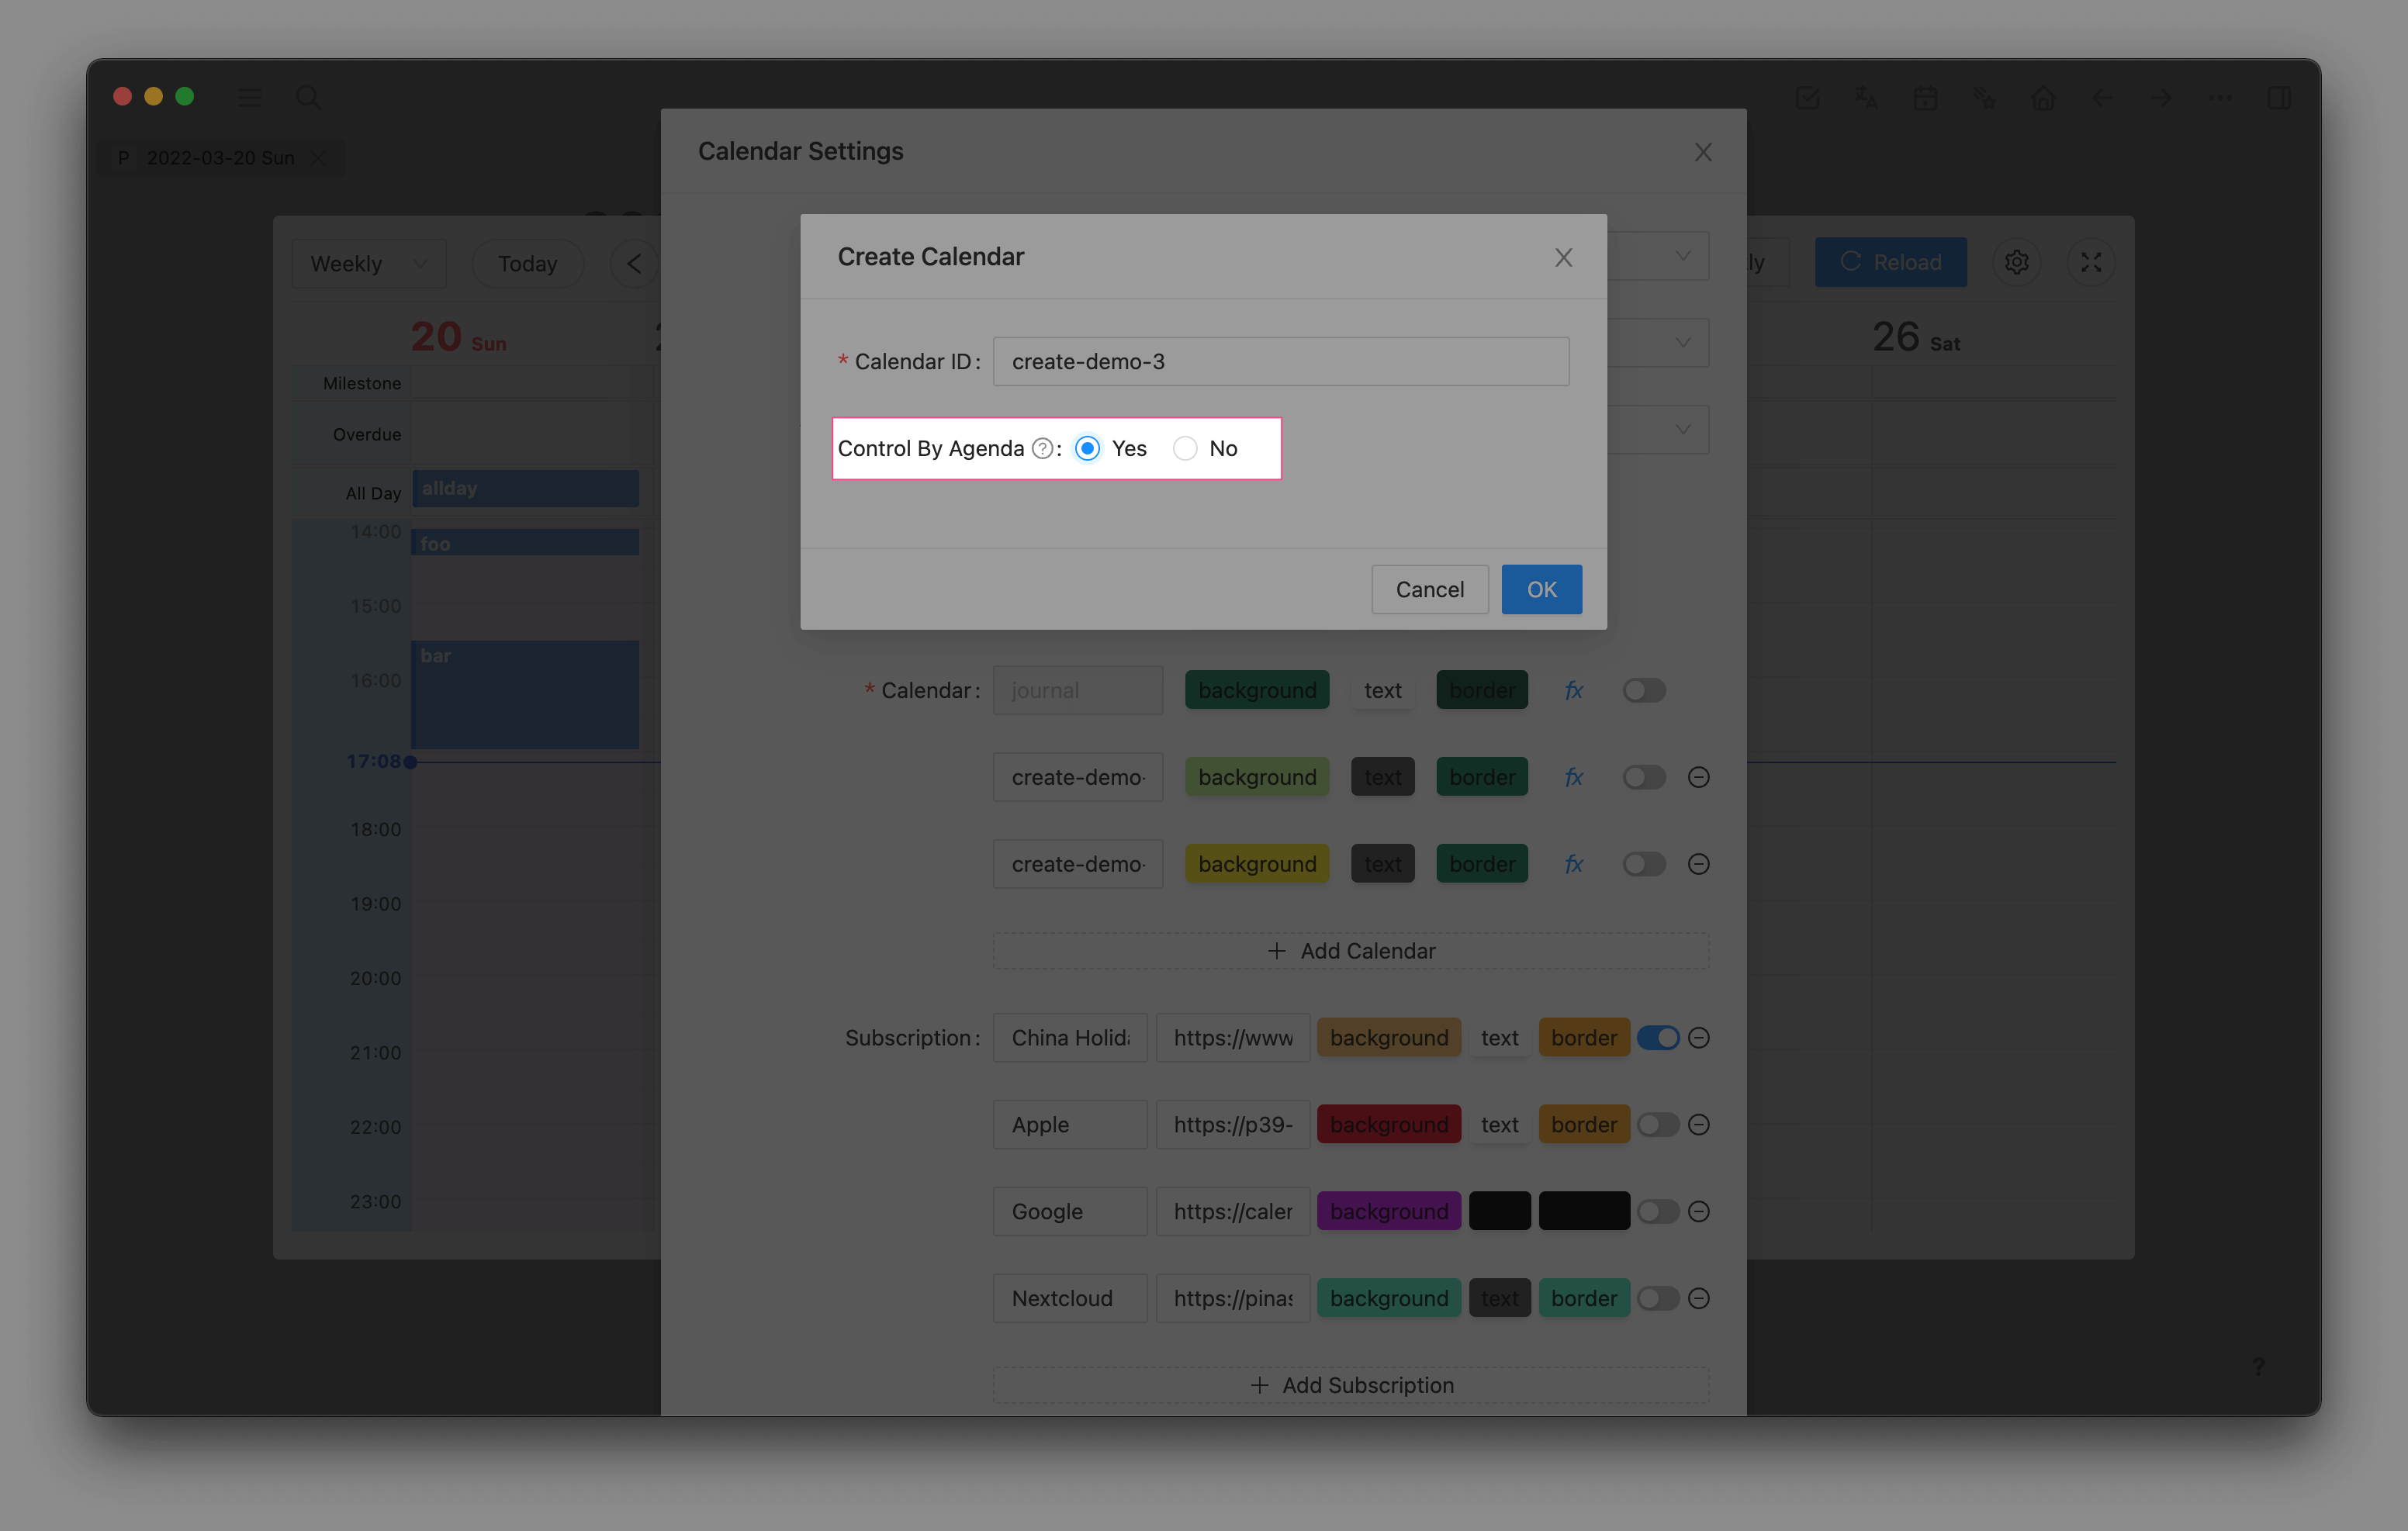 P 2022-03-20 Sun
Calendar Settings
Create Calendar
Weekly
Today
Reload
20 Sun
26 Sat
* Calendar ID: create-demo-3
Milestone
Overdue
Control By Agenda ? : Yes No
All Day allday
14:00 foo
15:00
Cancel OK
bar
16:00
* Calendar: journal background text border fx
17:08
create-demo- background text border fx
18:00
create-demo- background text border fx
19:00
+ Add Calendar
20:00
Subscription: China Holid https://www background text border
21:00
Apple https://p39- background text border
22:00
23:00
Google https://caler background
Nextcloud https://pinas background text border
?
+ Add Subscription